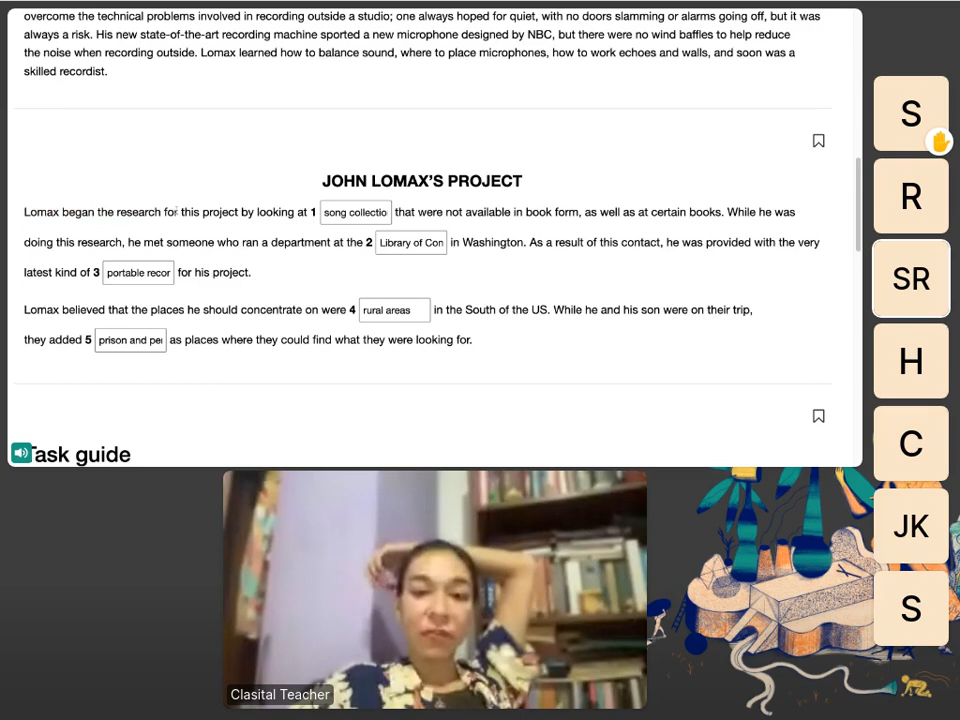 overcome the technical problems involved in recording outside a studio; one always hoped for quiet, with no doors slamming or alarms going off, but it was
always a risk. His new state-of-the-art recording machine sported a new microphone designed by NBC, but there were no wind baffles to help reduce
the noise when recording outside. Lomax learned how to balance sound, where to place microphones, how to work echoes and walls, and soon was a
skilled recordist.
JOHN LOMAX'S PROJECT
Lomax began the research for this project by looking at 1 song collectio that were not available in book form, as well as at certain books. While he was
doing this research, he met someone who ran a department at the 2 Library of Con in Washington. As a result of this contact, he was provided with the very
latest kind of 3 portable recor for his project.
Lomax believed that the places he should concentrate on were 4 rural areas in the South of the US. While he and his son were on their trip,
they added 5 prison and pe as places where they could find what they were looking for.
Task guide
S
R
SR
H
C
JK
S
Clasital Teacher